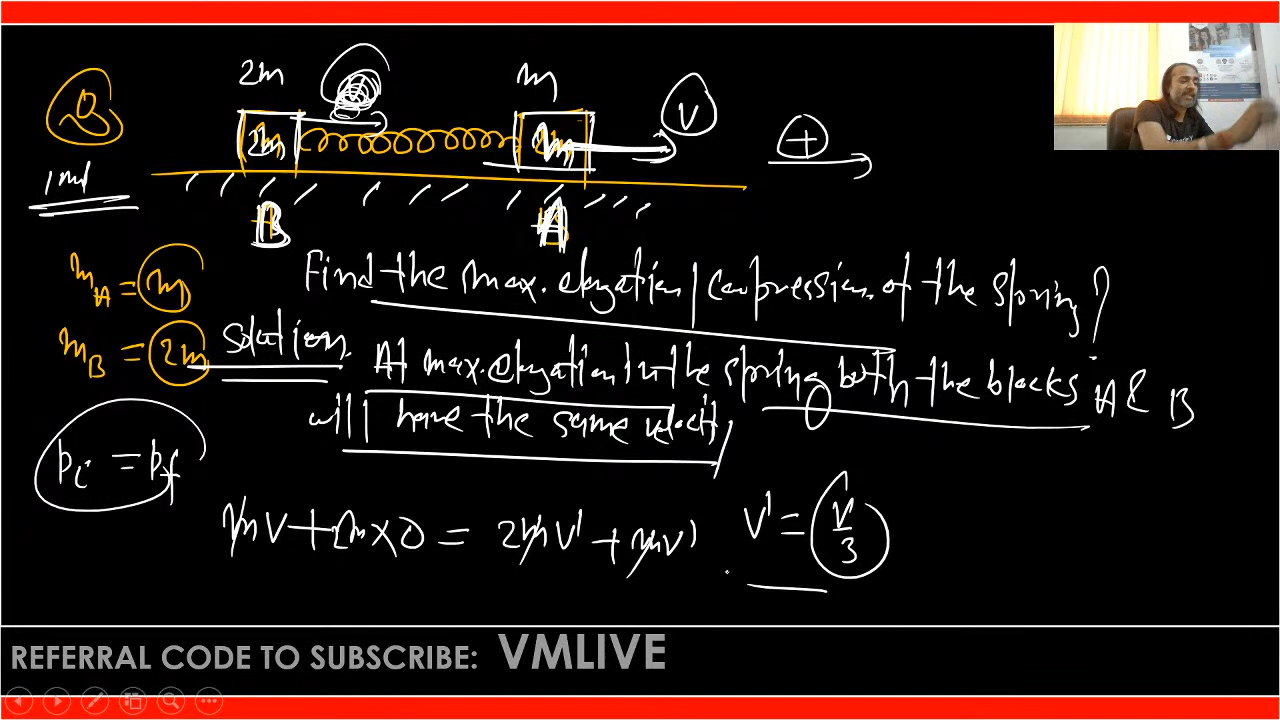 Q
2m m
2m m V +
1 ml
B A
m_A = m
m_B = 2m
Find the max. elongation / compression of the spring?
Solution. At max. elongation in the spring both the blocks A & B
will have the same velocity
p_i = p_f
mv + 2m × 0 = 2mv' + mv' v' = v/3
REFERRAL CODE TO SUBSCRIBE: VMLIVE